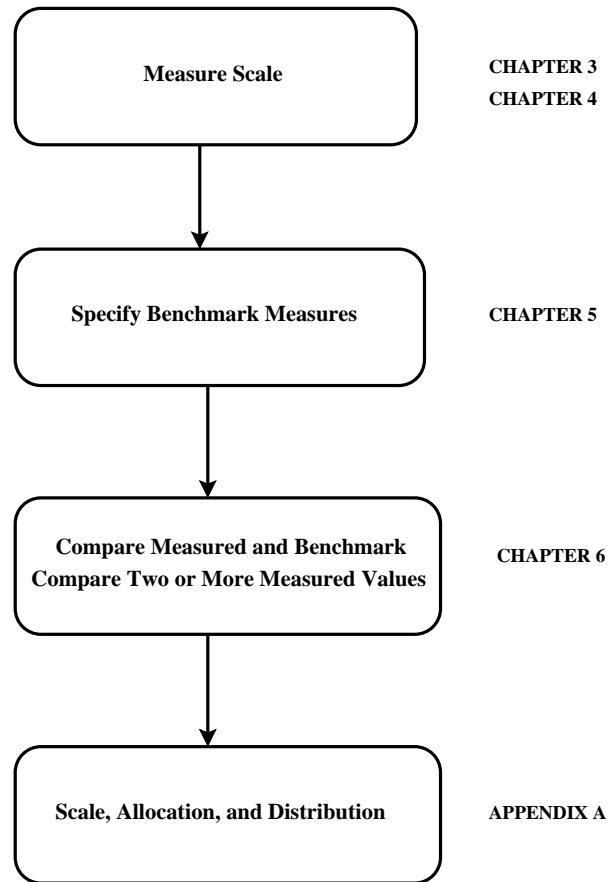 Measure Scale
CHAPTER 3
CHAPTER 4
Specify Benchmark Measures
CHAPTER 5
Compare Measured and Benchmark
Compare Two or More Measured Values
CHAPTER 6
Scale, Allocation, and Distribution
APPENDIX A